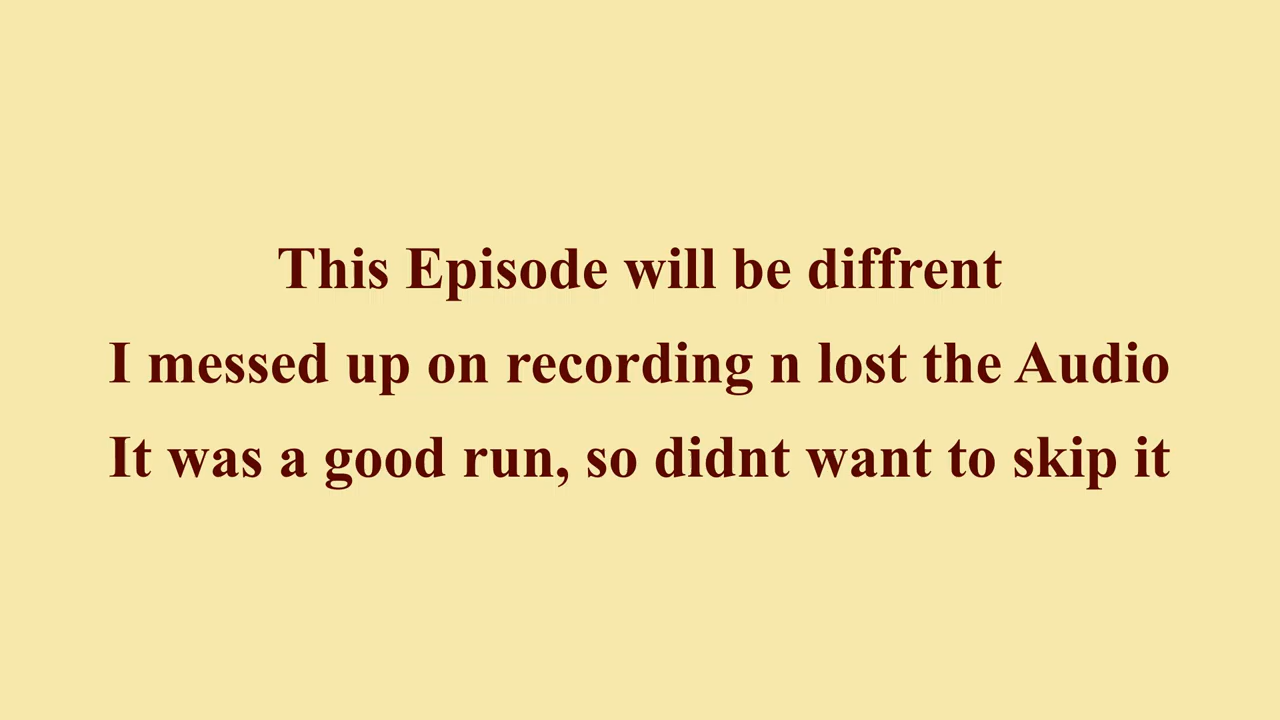 This Episode will be diffrent
I messed up on recording n lost the Audio
It was a good run, so didnt want to skip it